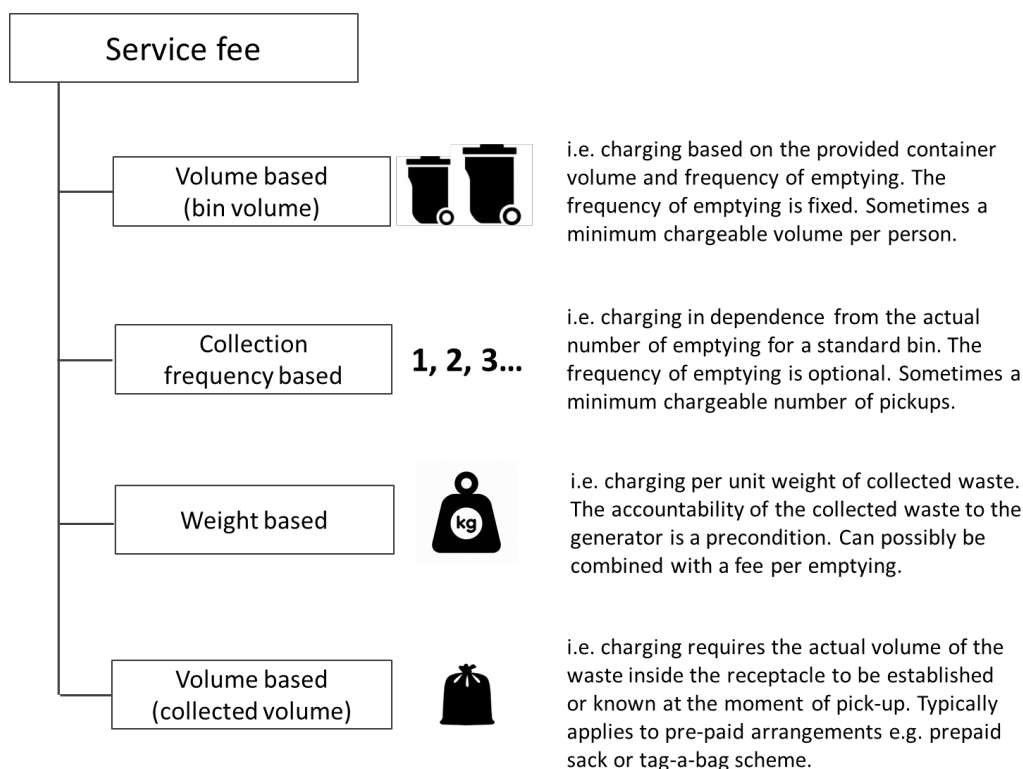 Service fee
Volume based
(bin volume)
i.e. charging based on the provided container
volume and frequency of emptying. The
frequency of emptying is fixed. Sometimes a
minimum chargeable volume per person.
Collection
frequency based
1, 2, 3...
i.e. charging in dependence from the actual
number of emptying for a standard bin. The
frequency of emptying is optional. Sometimes a
minimum chargeable number of pickups.
Weight based
kg
i.e. charging per unit weight of collected waste.
The accountability of the collected waste to the
generator is a precondition. Can possibly be
combined with a fee per emptying.
Volume based
(collected volume)
i.e. charging requires the actual volume of the
waste inside the receptacle to be established
or known at the moment of pick-up. Typically
applies to pre-paid arrangements e.g. prepaid
sack or tag-a-bag scheme.